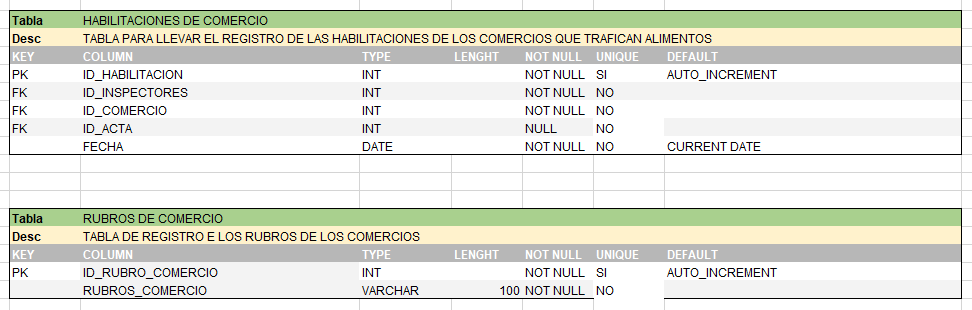 Tabla HABILITACIONES DE COMERCIO
Desc TABLA PARA LLEVAR EL REGISTRO DE LAS HABILITACIONES DE LOS COMERCIOS QUE TRAFICAN ALIMENTOS
KEY COLUMN TYPE LENGHT NOT NULL UNIQUE DEFAULT
PK ID_HABILITACION INT NOT NULL SI AUTO_INCREMENT
FK ID_INSPECTORES INT NOT NULL NO
FK ID_COMERCIO INT NOT NULL NO
FK ID_ACTA INT NULL NO
FECHA DATE NOT NULL NO CURRENT DATE
Tabla RUBROS DE COMERCIO
Desc TABLA DE REGISTRO E LOS RUBROS DE LOS COMERCIOS
KEY COLUMN TYPE LENGHT NOT NULL UNIQUE DEFAULT
PK ID_RUBRO_COMERCIO INT NOT NULL SI AUTO_INCREMENT
RUBROS_COMERCIO VARCHAR 100 NOT NULL NO